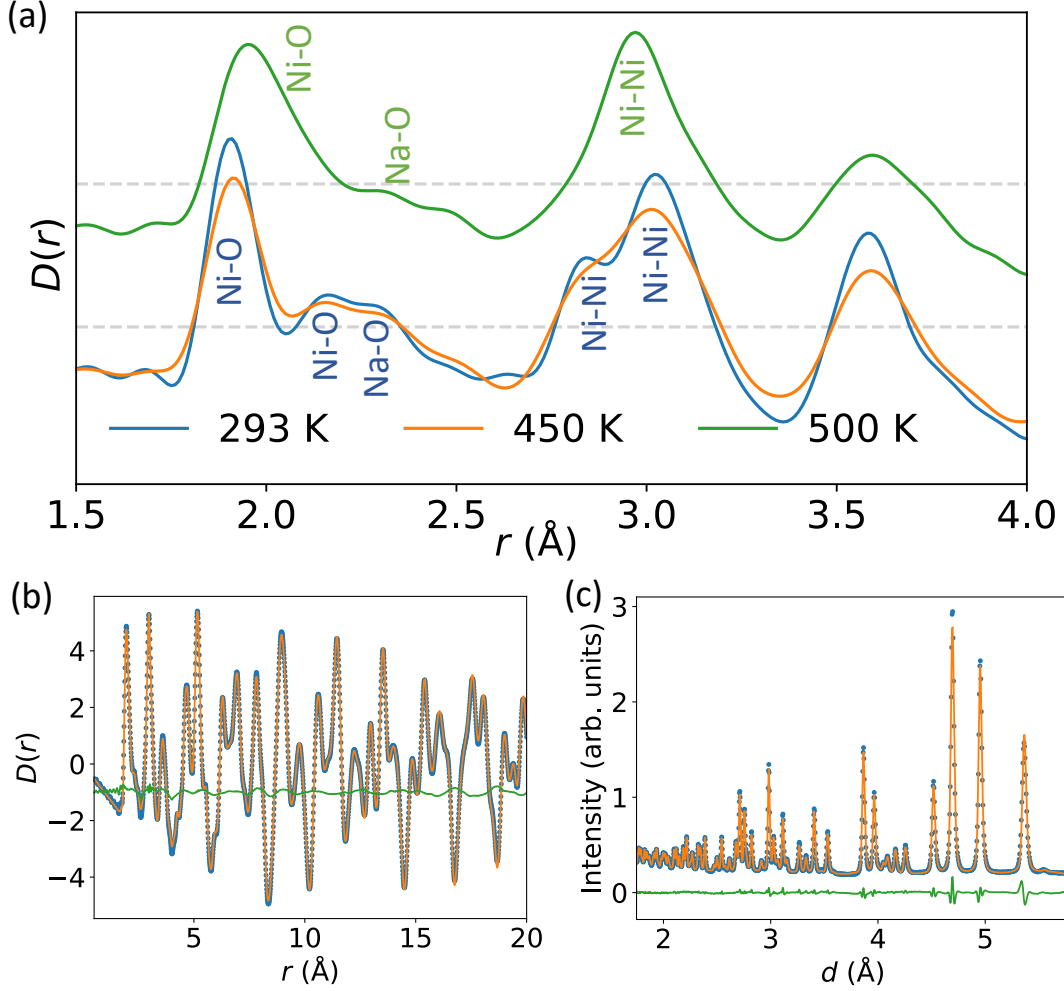 (a)
Ni-O
Na-O
Ni-Ni
Ni-O
Ni-O
Na-O
Ni-Ni
Ni-Ni
D(r)
293 K
450 K
500 K
1.5 2.0 2.5 3.0 3.5 4.0
r (Å)
(b)
D(r)
4
2
0
−2
−4
5 10 15 20
r (Å)
(c)
Intensity (arb. units)
3
2
1
0
2 3 4 5
d (Å)